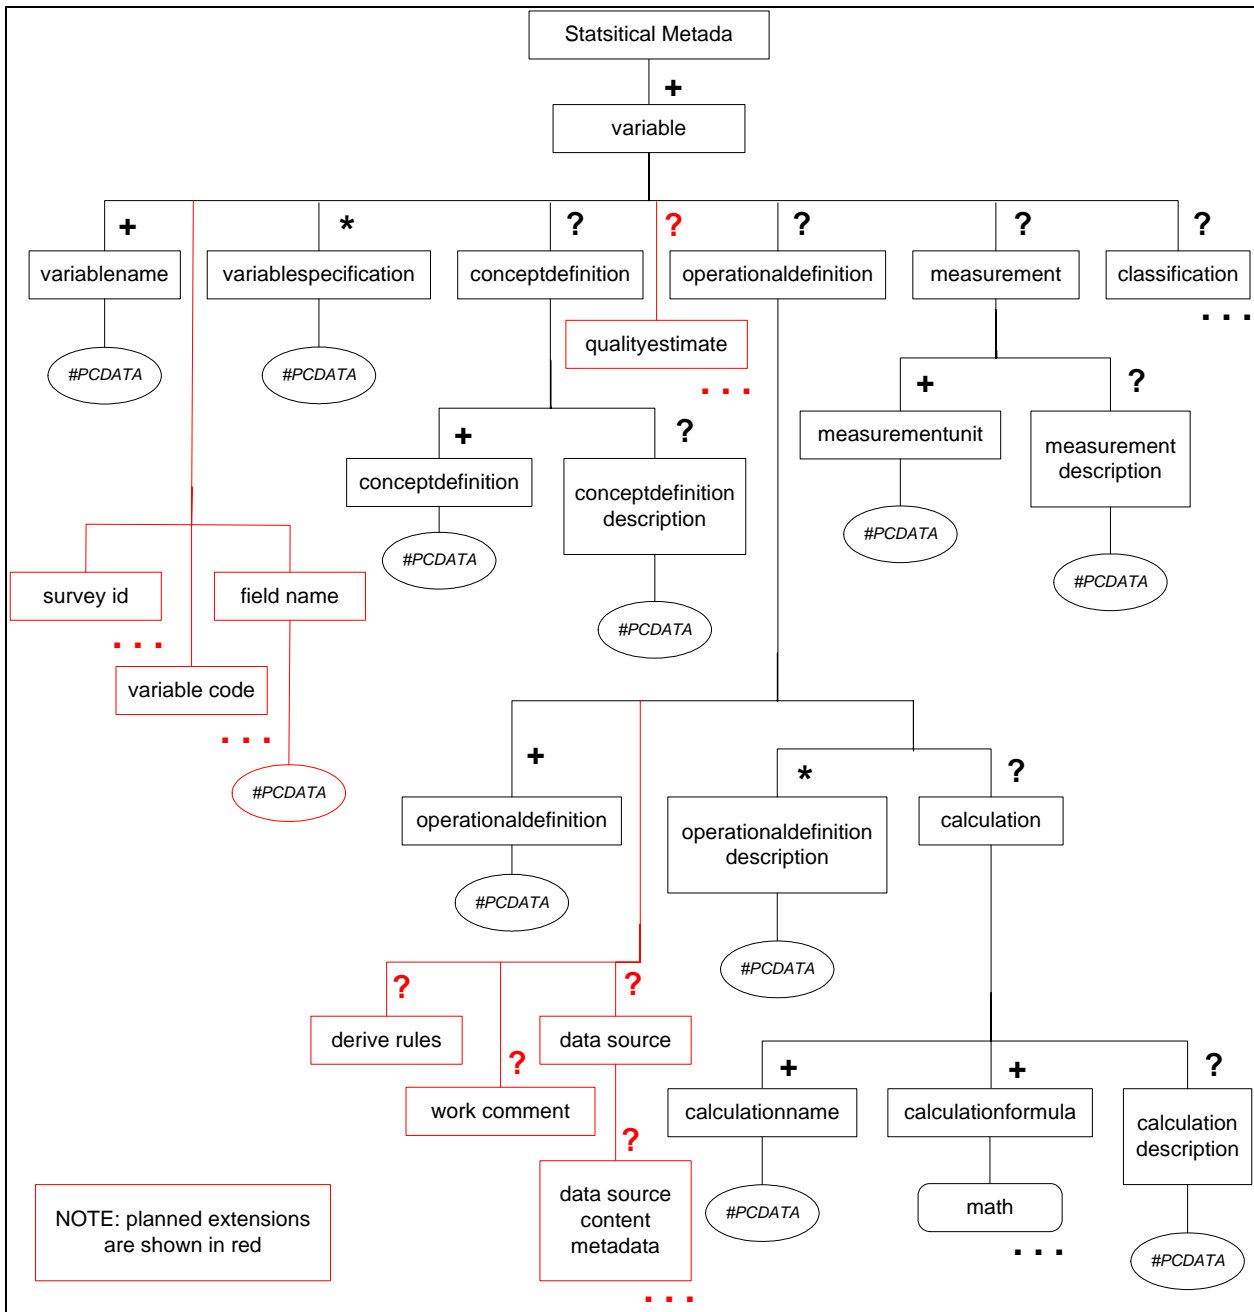 Statsitical Metada
+
variable
+
*
?
?
?
?
?
variablename
variablespecification
conceptdefinition
operationaldefinition
measurement
classification
. . .
qualityestimate
. . .
#PCDATA
#PCDATA
+
?
+
?
conceptdefinition
conceptdefinition
description
measurementunit
measurement
description
#PCDATA
#PCDATA
#PCDATA
#PCDATA
survey id
. . .
field name
variable code
. . .
#PCDATA
+
*
?
operationaldefinition
operationaldefinition
description
calculation
#PCDATA
#PCDATA
?
?
derive rules
data source
?
work comment
?
data source
content
metadata
. . .
+
+
?
calculationname
calculationformula
calculation
description
#PCDATA
math
. . .
#PCDATA
NOTE: planned extensions
are shown in red